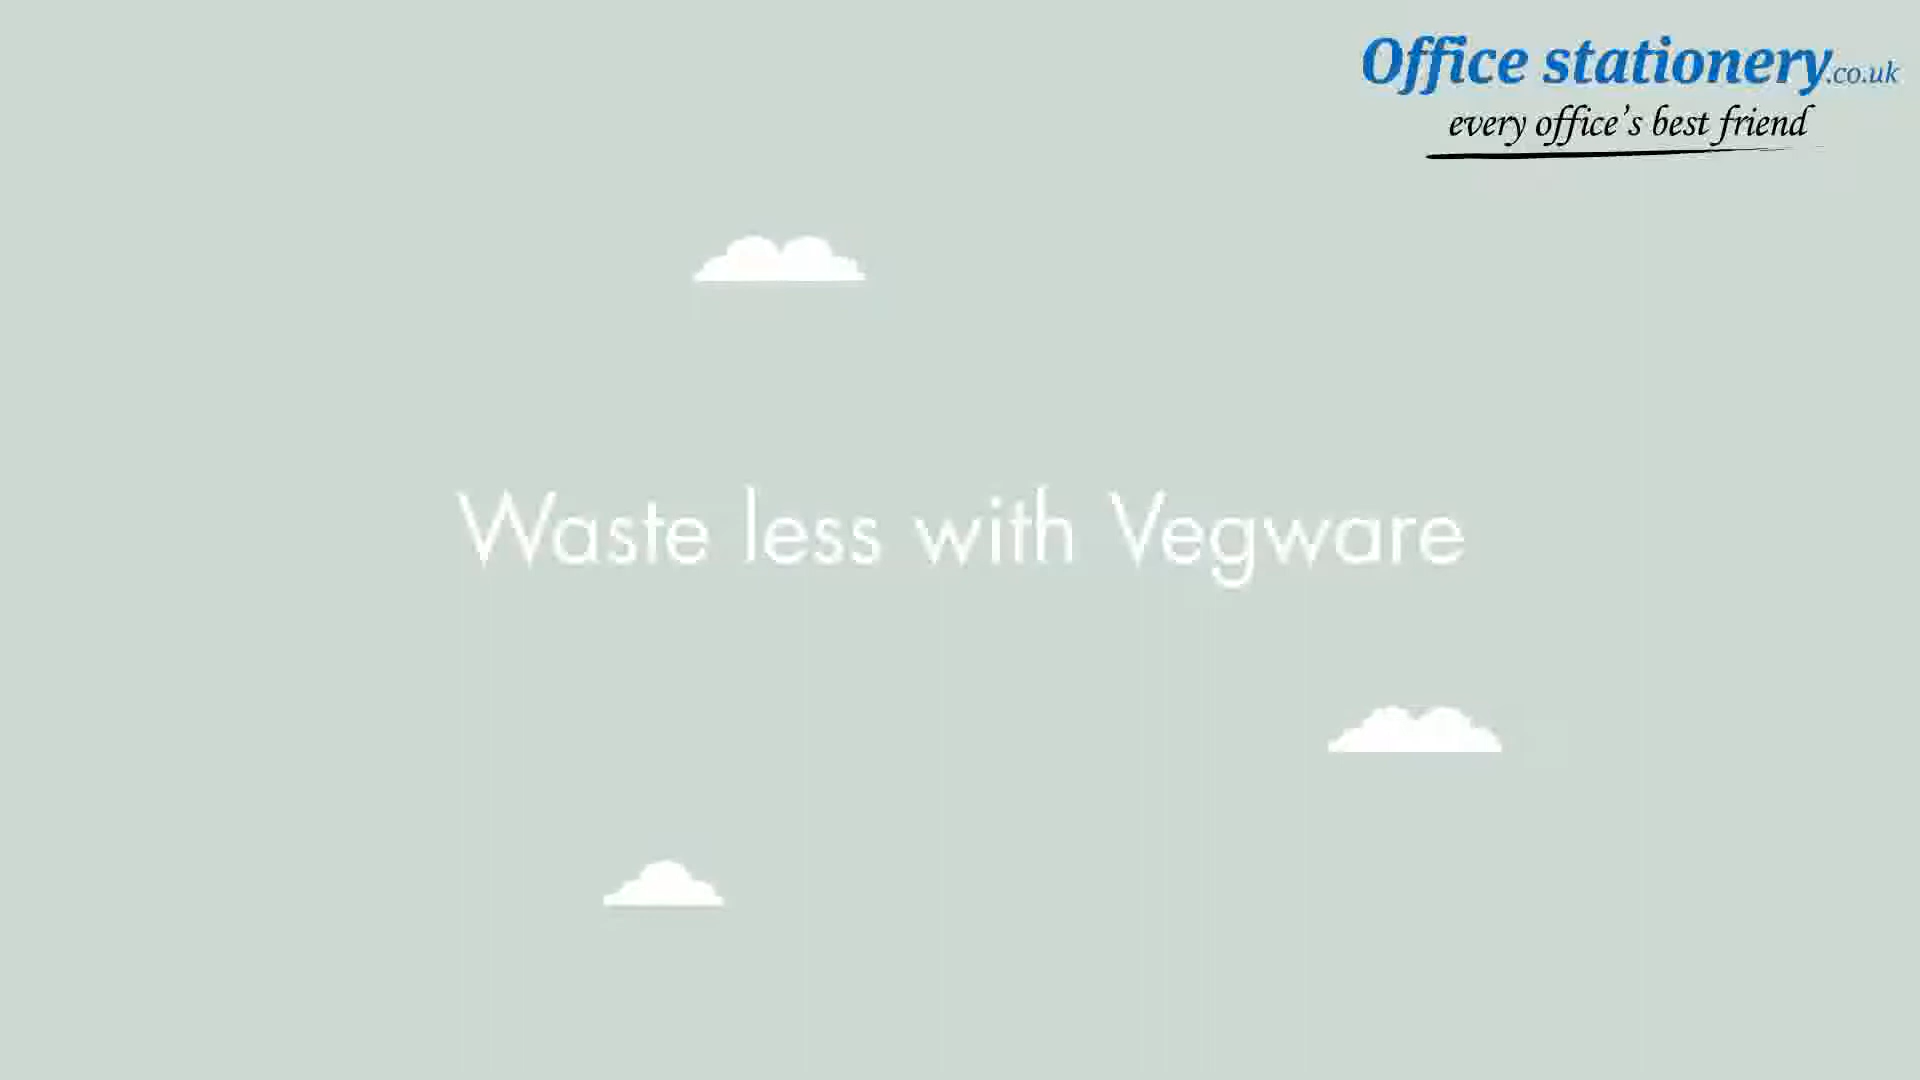 Office stationery.co.uk
every office's best friend
Waste less with Vegware